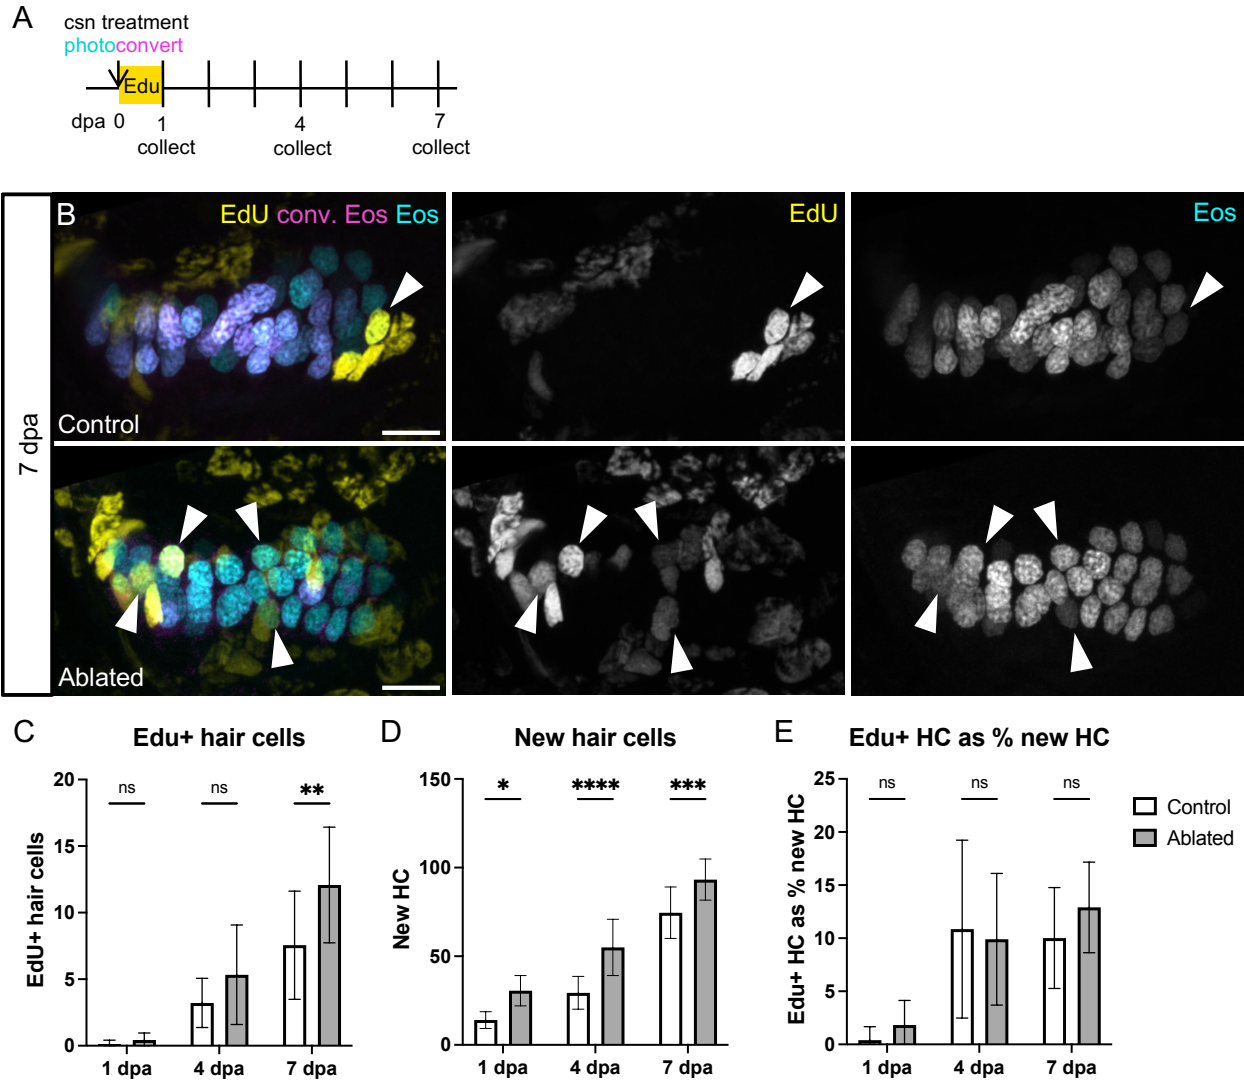 A
csn treatment
photoconvert
Edu
dpa 0 1 4 7
collect collect collect
7 dpa
B EdU conv. Eos Eos
EdU
Eos
Control
Ablated
C Edu+ hair cells
EdU+ hair cells
20
15
10
5
0
ns ns **
1 dpa 4 dpa 7 dpa
D New hair cells
New HC
150
100
50
0
* **** ***
1 dpa 4 dpa 7 dpa
E Edu+ HC as % new HC
Edu+ HC as % new HC
25
20
15
10
5
0
ns ns ns
1 dpa 4 dpa 7 dpa
Control
Ablated